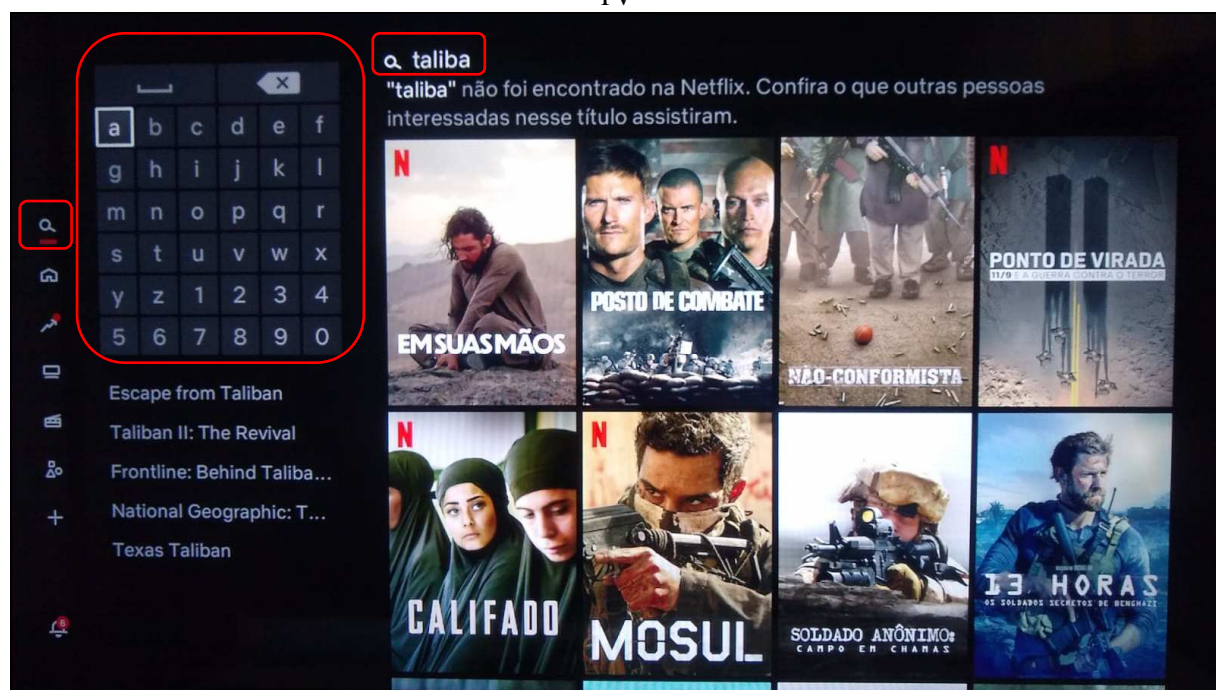 taliba
"taliba" não foi encontrado na Netflix. Confira o que outras pessoas
interessadas nesse título assistiram.
a b c d e f
g h i j k l
m n o p q r
s t u v w x
y z 1 2 3 4
5 6 7 8 9 0
Escape from Taliban
Taliban II: The Revival
Frontline: Behind Taliba...
National Geographic: T...
Texas Taliban
6
N
EM SUAS MÃOS
POSTO DE COMBATE
NÃO-CONFORMISTA
N
PONTO DE VIRADA
11/9 E A GUERRA CONTRA O TERROR
N
CALIFADO
N
MOSUL
SOLDADO ANÔNIMO:
CAMPO EM CHAMAS
13 HORAS
OS SOLDADOS SECRETOS DE BENGHAZI